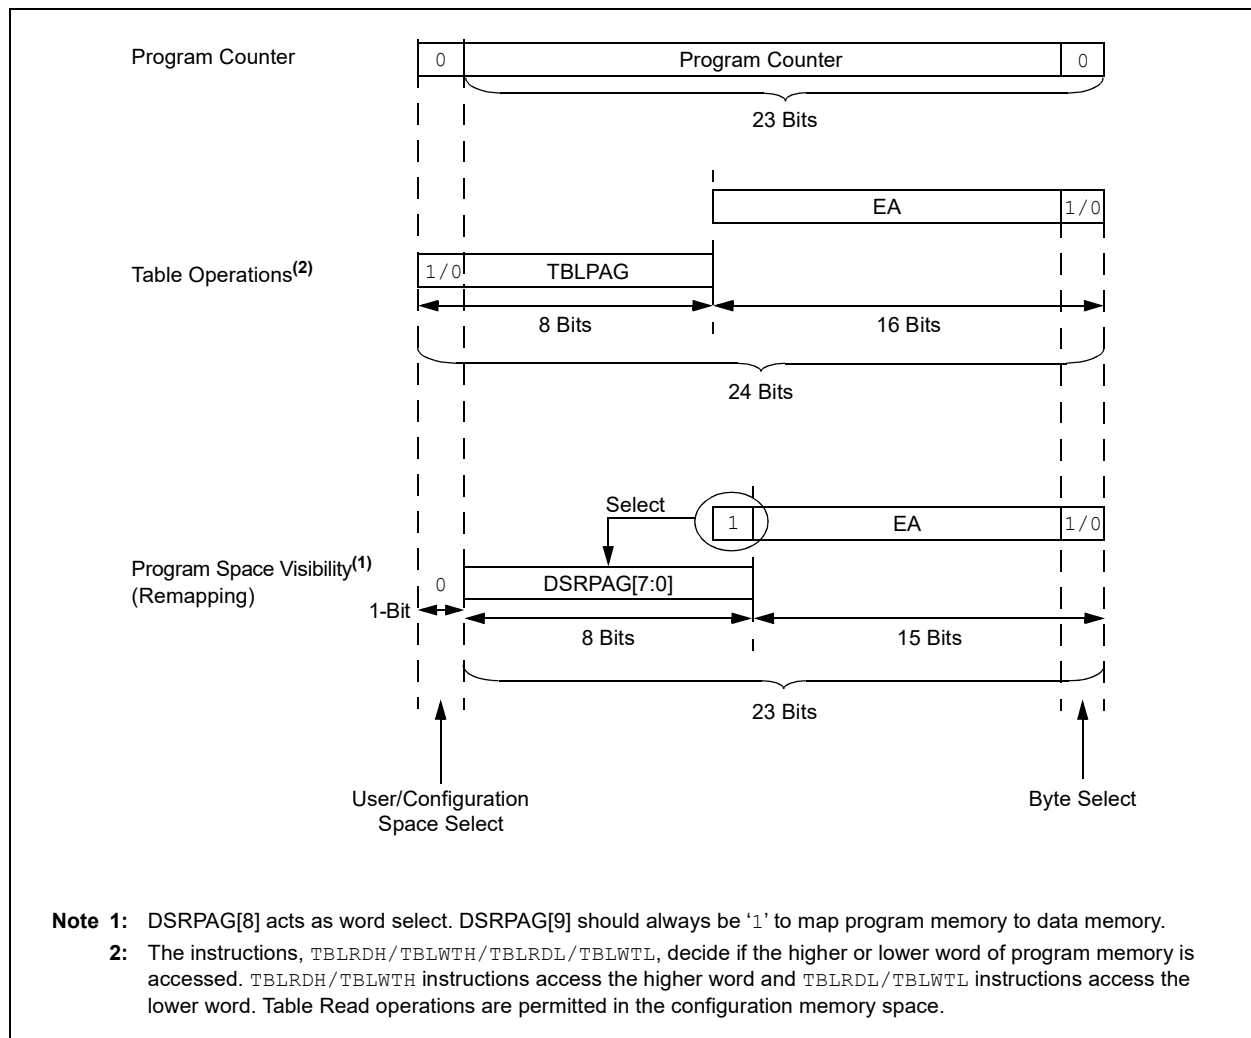 Program Counter
0 Program Counter 0
23 Bits
EA 1/0
Table Operations(2)
1/0 TBLPAG
8 Bits 16 Bits
24 Bits
Select
1 EA 1/0
Program Space Visibility(1)
(Remapping)
0 DSRPAG[7:0]
1-Bit
8 Bits 15 Bits
23 Bits
User/Configuration
Space Select
Byte Select
Note 1: DSRPAG[8] acts as word select. DSRPAG[9] should always be ‘1’ to map program memory to data memory.
2: The instructions, TBLRDH/TBLWTH/TBLRDL/TBLWTL, decide if the higher or lower word of program memory is
accessed. TBLRDH/TBLWTH instructions access the higher word and TBLRDL/TBLWTL instructions access the
lower word. Table Read operations are permitted in the configuration memory space.